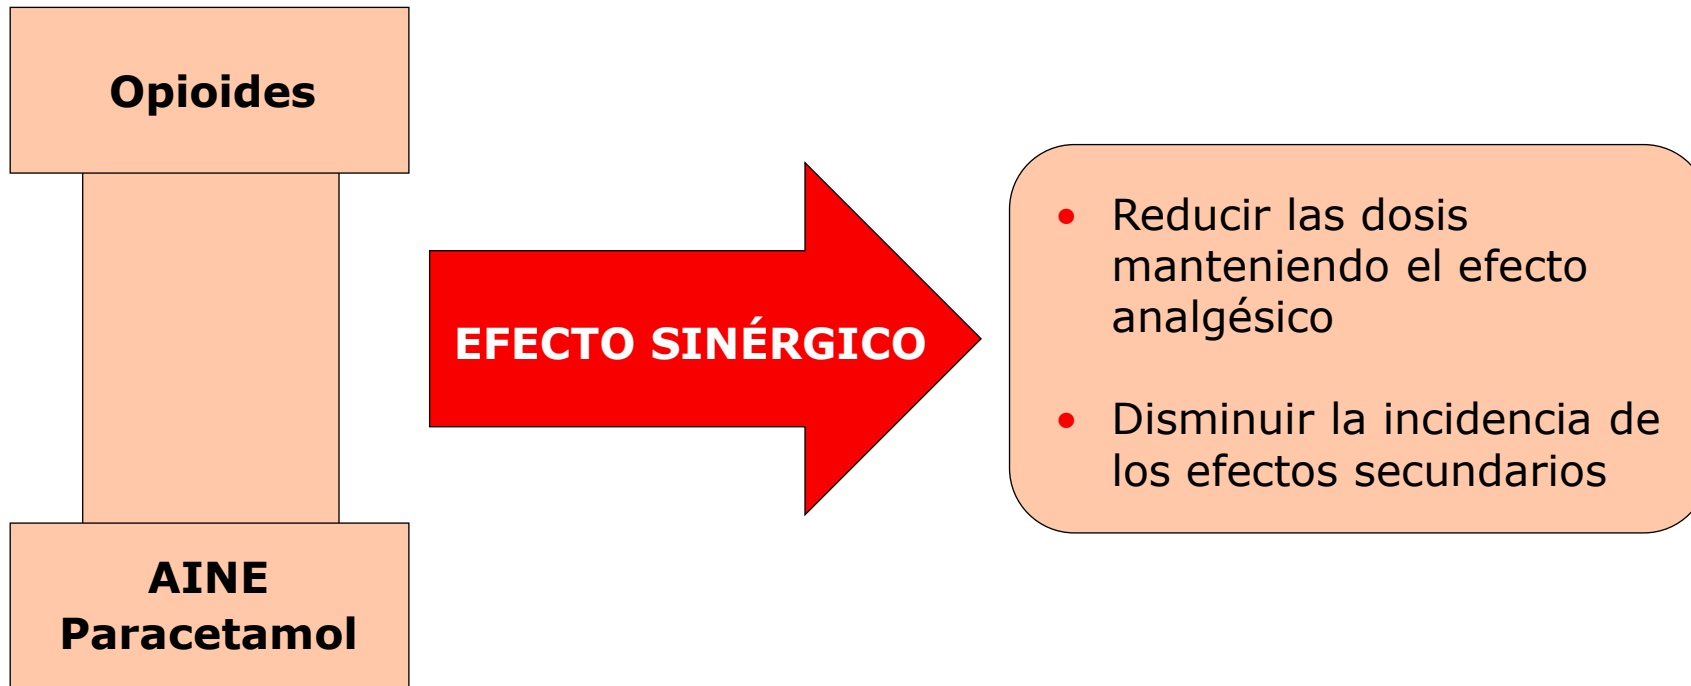 Opioides
AINE
Paracetamol
EFECTO SINÉRGICO
• Reducir las dosis
manteniendo el efecto
analgésico
• Disminuir la incidencia de
los efectos secundarios